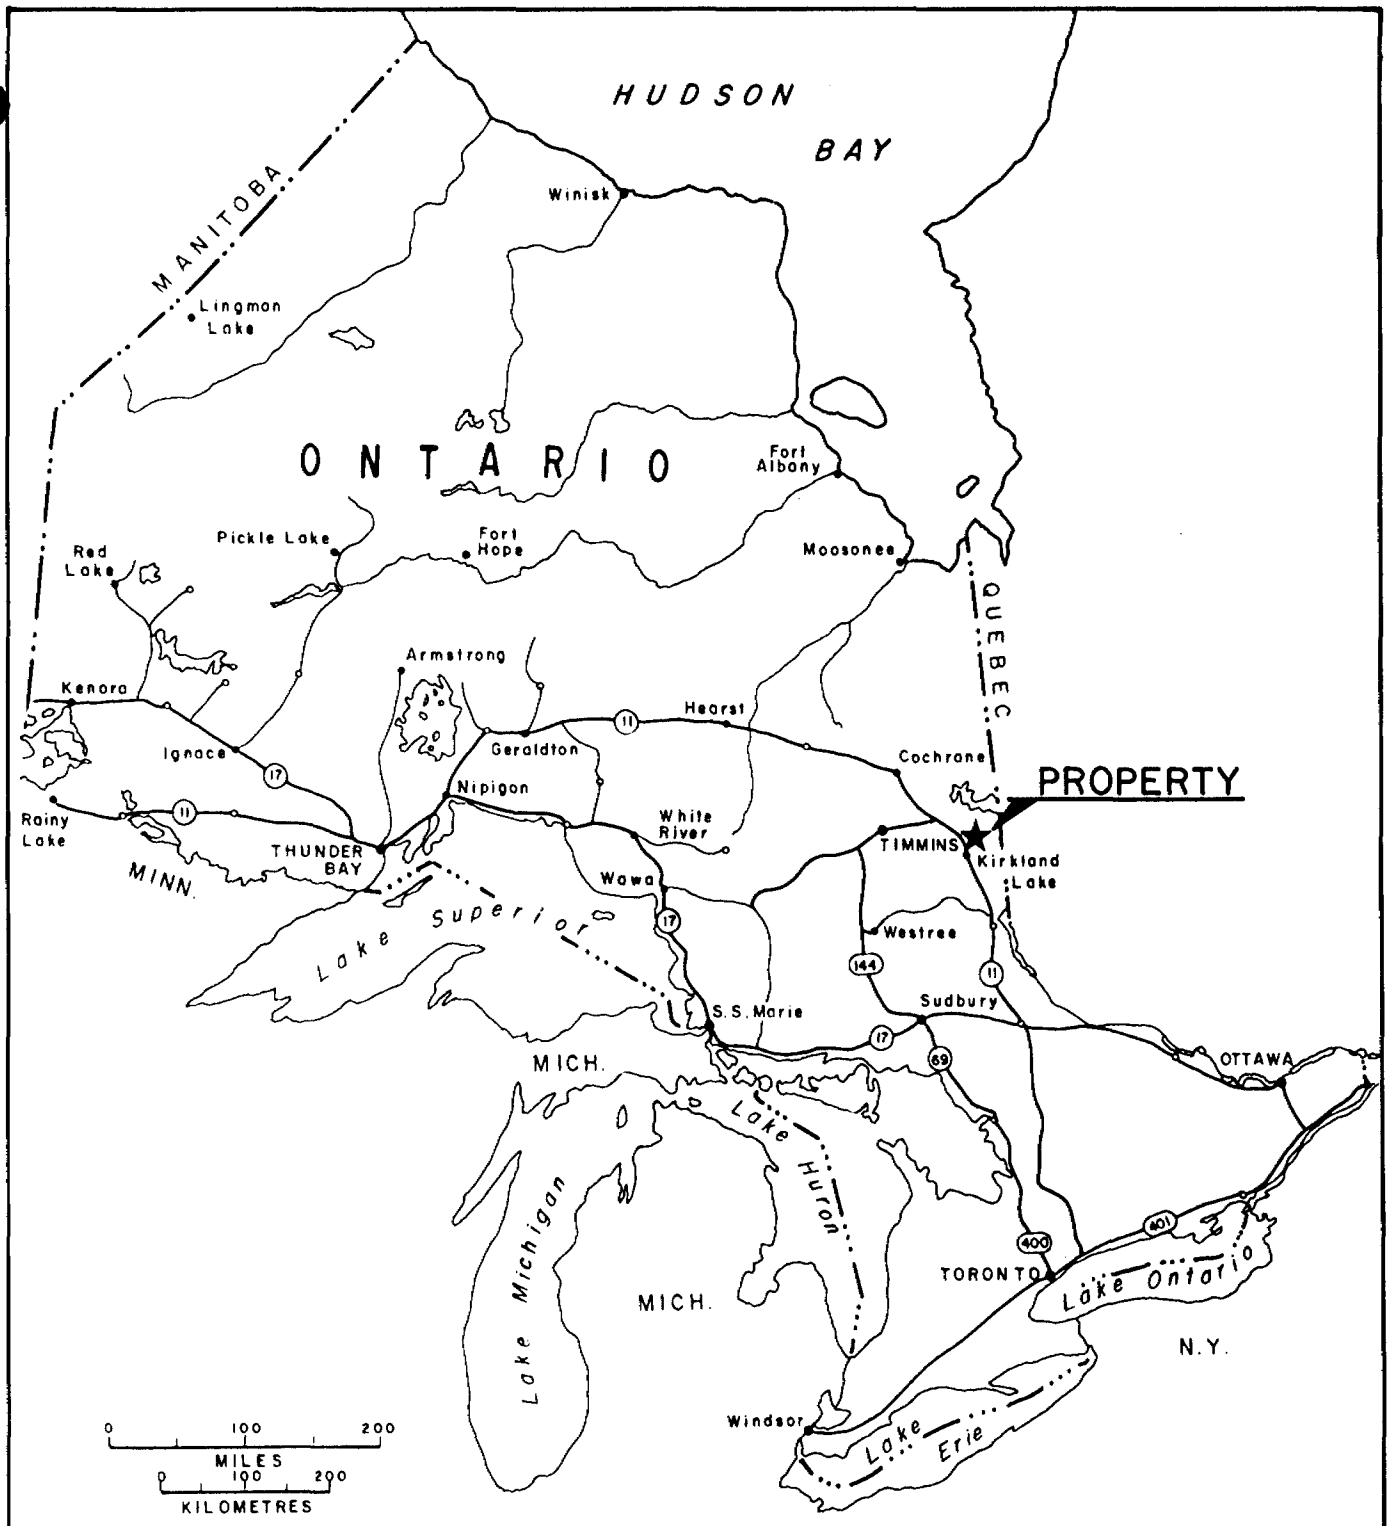 HUDSON
BAY
MANITOBA
Winisk
Lingman
Lake
ONTARIO
Fort
Albany
Pickle Lake
Fort
Hope
Moosonee
Red
Lake
QUEBEC
Armstrong
Kenora
Hearst
11
Geraldton
Ignace
17
Cochrane
PROPERTY
Nipigon
Rainy
Lake
11
White
River
TIMMINS
THUNDER
BAY
Kirkland
Lake
MINN.
Wawa
Lake Superior
17
Westree
144
11
Sudbury
S.S. Marie
17
69
OTTAWA
MICH.
Lake Huron
Lake Michigan
401
400
TORONTO
Lake Ontario
MICH.
N.Y.
Windsor
Lake
Erie
0 100 200
MILES
0 100 200
KILOMETRES